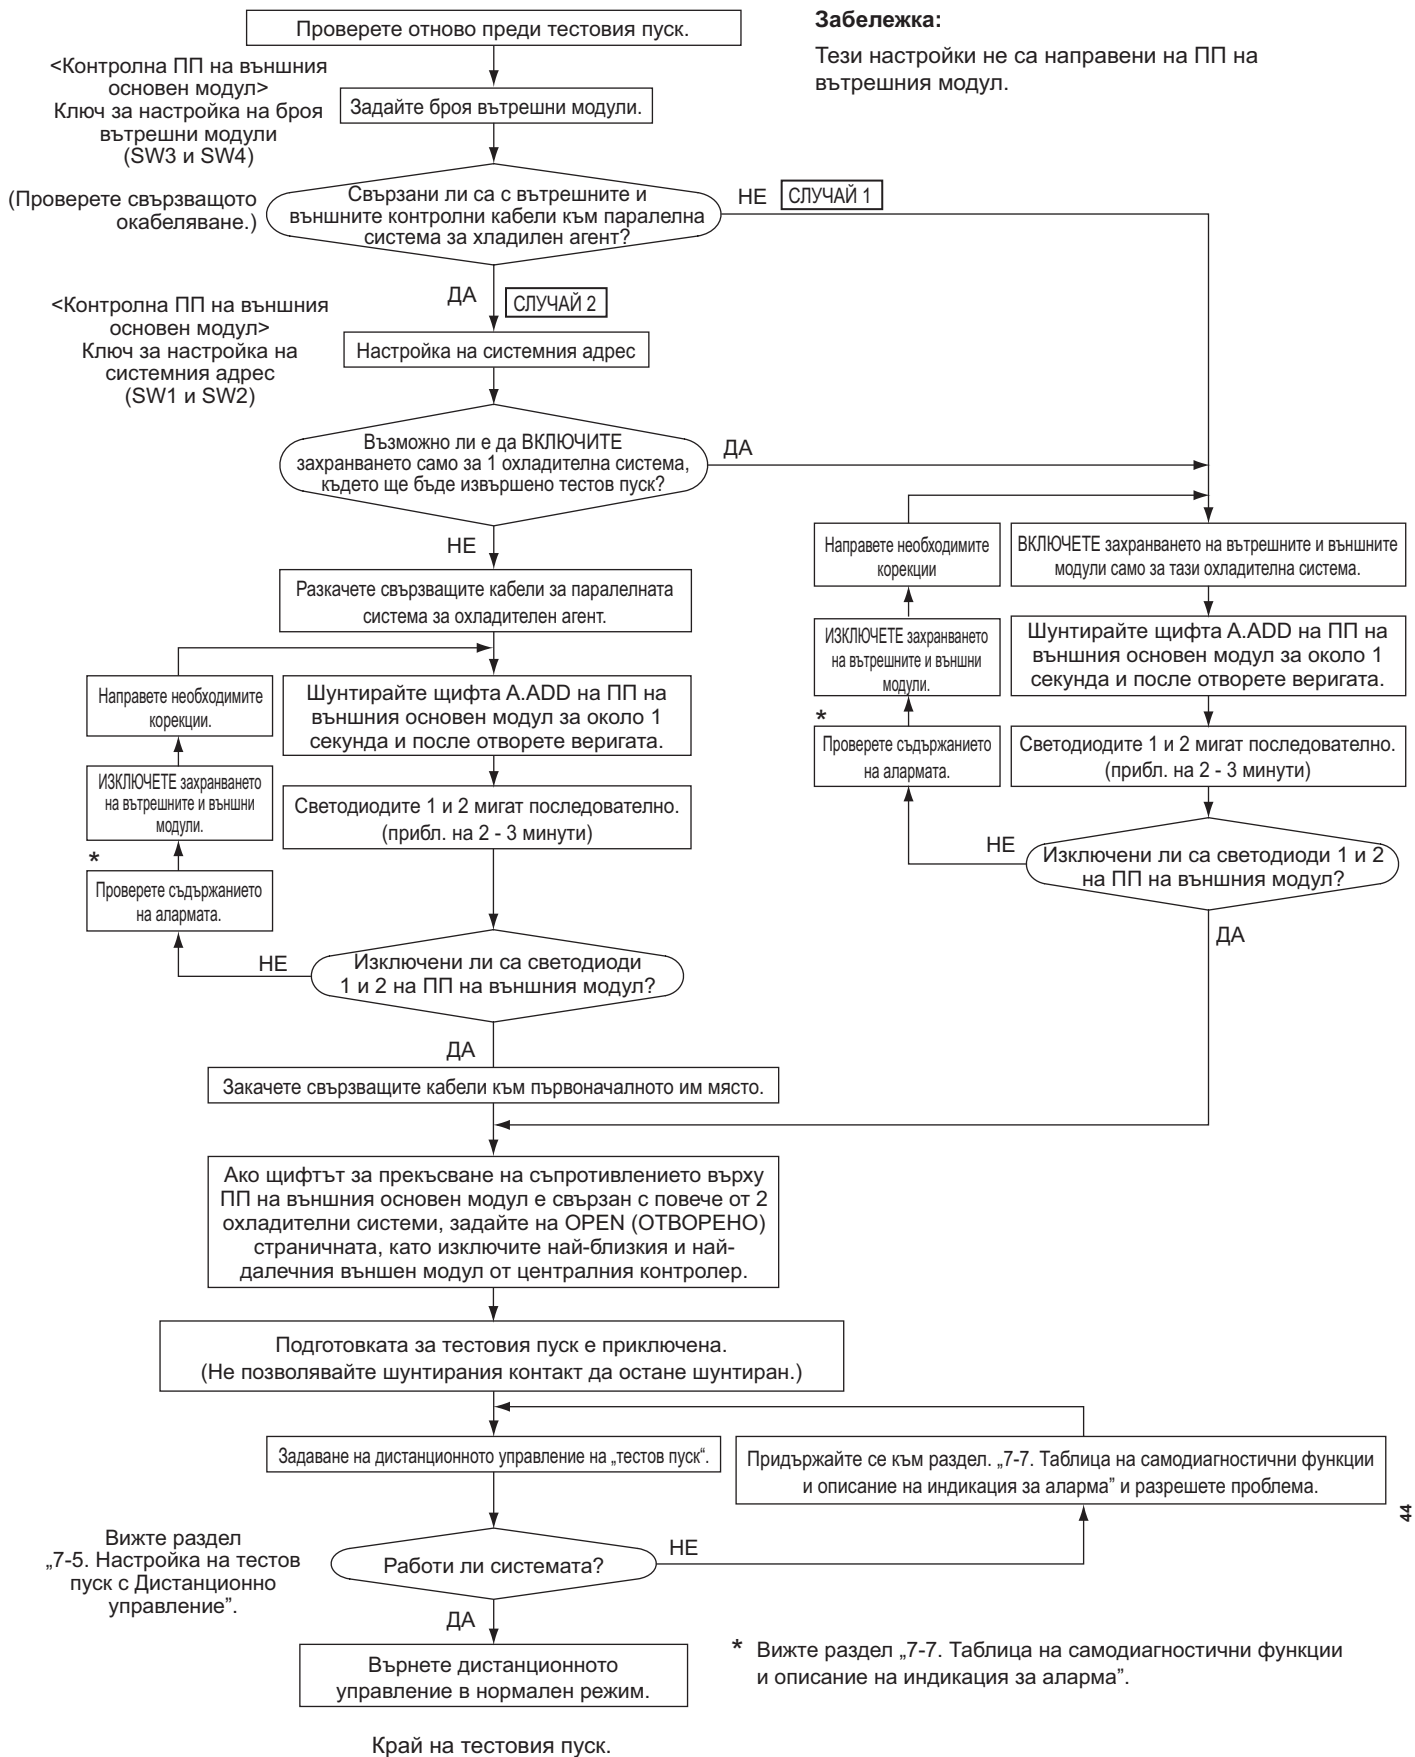 Проверете отново преди тестовия пуск.
Забележка:
Тези настройки не са направени на ПП на
вътрешния модул.
<Контролна ПП на външния
основен модул>
Ключ за настройка на броя
вътрешни модули
(SW3 и SW4)
Задайте броя вътрешни модули.
(Проверете свързващото
окабеляване.)
Свързани ли са с вътрешните и
външните контролни кабели към паралелна
система за хладилен агент?
НЕ
СЛУЧАЙ 1
ДА
СЛУЧАЙ 2
<Контролна ПП на външния
основен модул>
Ключ за настройка на
системния адрес
(SW1 и SW2)
Настройка на системния адрес
Възможно ли е да ВКЛЮЧИТЕ
захранването само за 1 охладителна система,
където ще бъде извършено тестов пуск?
ДА
НЕ
Разкачете свързващите кабели за паралелната
система за охладителен агент.
Направете необходимите
корекции.
Шунтирайте щифта A.ADD на ПП на
външния основен модул за около 1
секунда и после отворете веригата.
ИЗКЛЮЧЕТЕ захранването
на вътрешните и външни
модули.
Светодиодите 1 и 2 мигат последователно.
(прибл. на 2 - 3 минути)
*
Проверете съдържанието
на алармата.
НЕ
Изключени ли са светодиоди
1 и 2 на ПП на външния модул?
ДА
Закачете свързващите кабели към първоначалното им място.
Направете необходимите
корекции
ВКЛЮЧЕТЕ захранването на вътрешните и външните
модули само за тази охладителна система.
ИЗКЛЮЧЕТЕ захранването
на вътрешните и външни
модули.
Шунтирайте щифта A.ADD на ПП на
външния основен модул за около 1
секунда и после отворете веригата.
*
Проверете съдържанието
на алармата.
Светодиодите 1 и 2 мигат последователно.
(прибл. на 2 - 3 минути)
НЕ
Изключени ли са светодиоди 1 и 2
на ПП на външния модул?
ДА
Ако щифтът за прекъсване на съпротивлението върху
ПП на външния основен модул е свързан с повече от 2
охладителни системи, задайте на OPEN (ОТВОРЕНО)
страничната, като изключите най-близкия и най-
далечния външен модул от централния контролер.
Подготовката за тестовия пуск е приключена.
(Не позволявайте шунтирания контакт да остане шунтиран.)
Задаване на дистанционното управление на „тестов пуск“.
Придържайте се към раздел. „7-7. Таблица на самодиагностични функции
и описание на индикация за аларма” и разрешете проблема.
44
Вижте раздел
„7-5. Настройка на тестов
пуск с Дистанционно
управление”.
Работи ли системата?
НЕ
ДА
Върнете дистанционното
управление в нормален режим.
* Вижте раздел „7-7. Таблица на самодиагностични функции
и описание на индикация за аларма”.
Край на тестовия пуск.